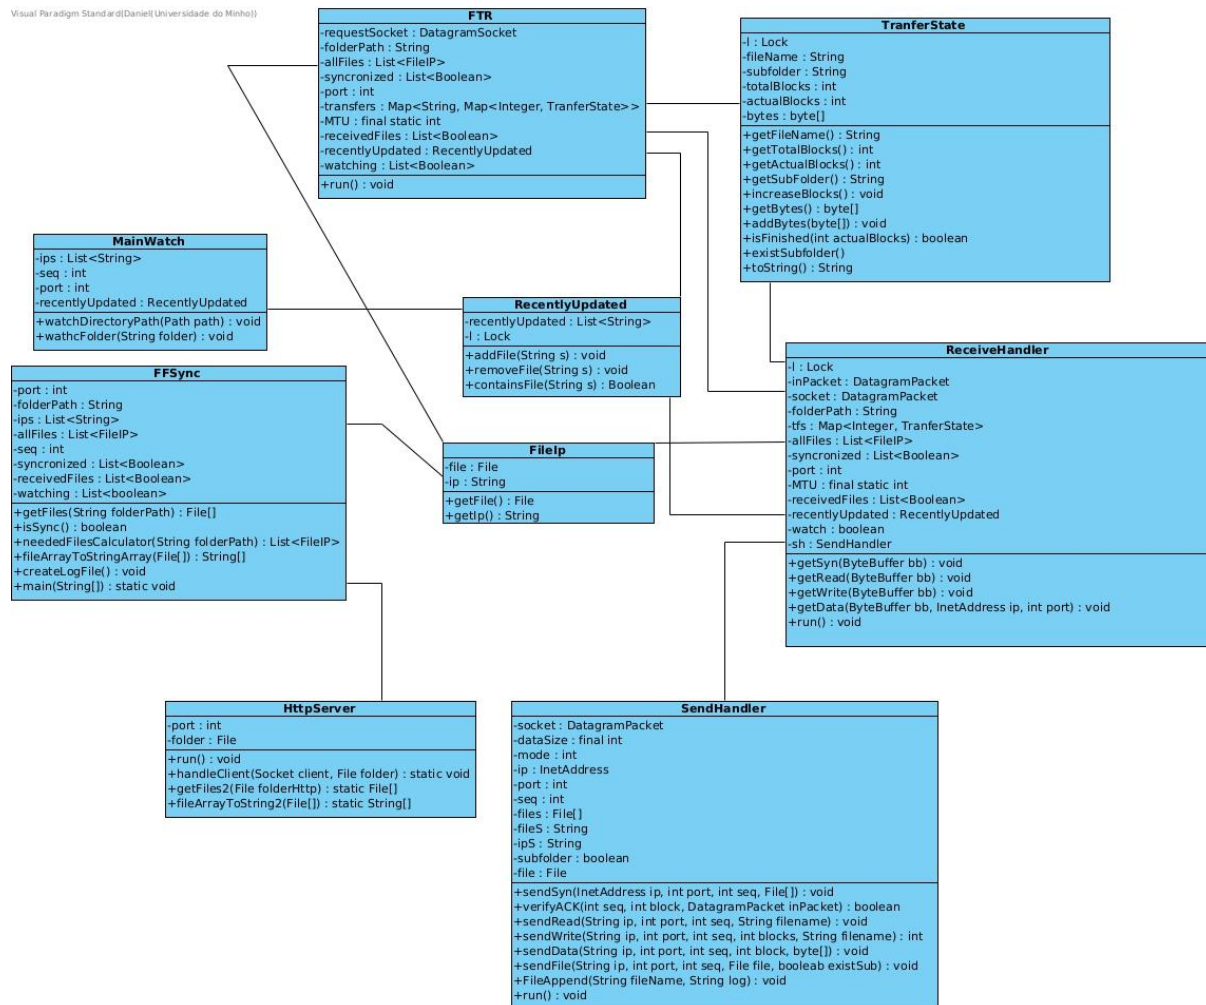 Visual Paradigm Standard(Daniel(Universidade do Minho))
FTR
-requestSocket : DatagramSocket
-folderPath : String
-allFiles : List<FileIP>
-syncronized : List<Boolean>
-port : int
-transfers : Map<String, Map<Integer, TranferState>>
-MTU : final static int
-receivedFiles : List<Boolean>
-recentlyUpdated : RecentlyUpdated
-watching : List<Boolean>
+run() : void
TranferState
-l : Lock
-fileName : String
-subfolder : String
-totalBlocks : int
-actualBlocks : int
-bytes : byte[]
+getFileName() : String
+getTotalBlocks() : int
+getActualBlocks() : int
+getSubFolder() : String
+increaseBlocks() : void
+getBytes() : byte[]
+addBytes(byte[]) : void
+isFinished(int actualBlocks) : boolean
+existSubfolder()
+toString() : String
MainWatch
-ips : List<String>
-seq : int
-port : int
-recentlyUpdated : RecentlyUpdated
+watchDirectoryPath(Path path) : void
+wathcFolder(String folder) : void
RecentlyUpdated
-recentlyUpdated : List<String>
-l : Lock
+addFile(String s) : void
+removeFile(String s) : void
+containsFile(String s) : Boolean
ReceiveHandler
-l : Lock
-inPacket : DatagramPacket
-socket : DatagramPacket
-folderPath : String
-tfs : Map<Integer, TranferState>
-allFiles : List<FileIP>
-syncronized : List<Boolean>
-port : int
-MTU : final static int
-receivedFiles : List<Boolean>
-recentlyUpdated : RecentlyUpdated
-watch : boolean
-sh : SendHandler
+getSyn(ByteBuffer bb) : void
+getRead(ByteBuffer bb) : void
+getWrite(ByteBuffer bb) : void
+getData(ByteBuffer bb, InetAddress ip, int port) : void
+run() : void
FFSync
-port : int
-folderPath : String
-ips : List<String>
-allFiles : List<FileIP>
-seq : int
-syncronized : List<Boolean>
-receivedFiles : List<Boolean>
-watching : List<boolean>
+getFiles(String folderPath) : File[]
+isSync() : boolean
+neededFilesCalculator(String folderPath) : List<FileIP>
+fileArrayToStringArray(File[]) : String[]
+createLogFile() : void
+main(String[]) : static void
FileIp
-file : File
-ip : String
+getFile() : File
+getIp() : String
HttpServer
-port : int
-folder : File
+run() : void
+handleClient(Socket client, File folder) : static void
+getFiles2(File folderHttp) : static File[]
+fileArrayToString2(File[]) : static String[]
SendHandler
-socket : DatagramPacket
-dataSize : final int
-mode : int
-ip : InetAddress
-port : int
-seq : int
-files : File[]
-fileS : String
-ipS : String
-subfolder : boolean
-file : File
+sendSyn(InetAddress ip, int port, int seq, File[]) : void
+verifyACK(int seq, int block, DatagramPacket inPacket) : boolean
+sendRead(String ip, int port, int seq, String filename) : void
+sendWrite(String ip, int port, int seq, int blocks, String filename) : int
+sendData(String ip, int port, int seq, int block, byte[]) : void
+sendFile(String ip, int port, int seq, File file, booleab existSub) : void
+FileAppend(String fileName, String log) : void
+run() : void